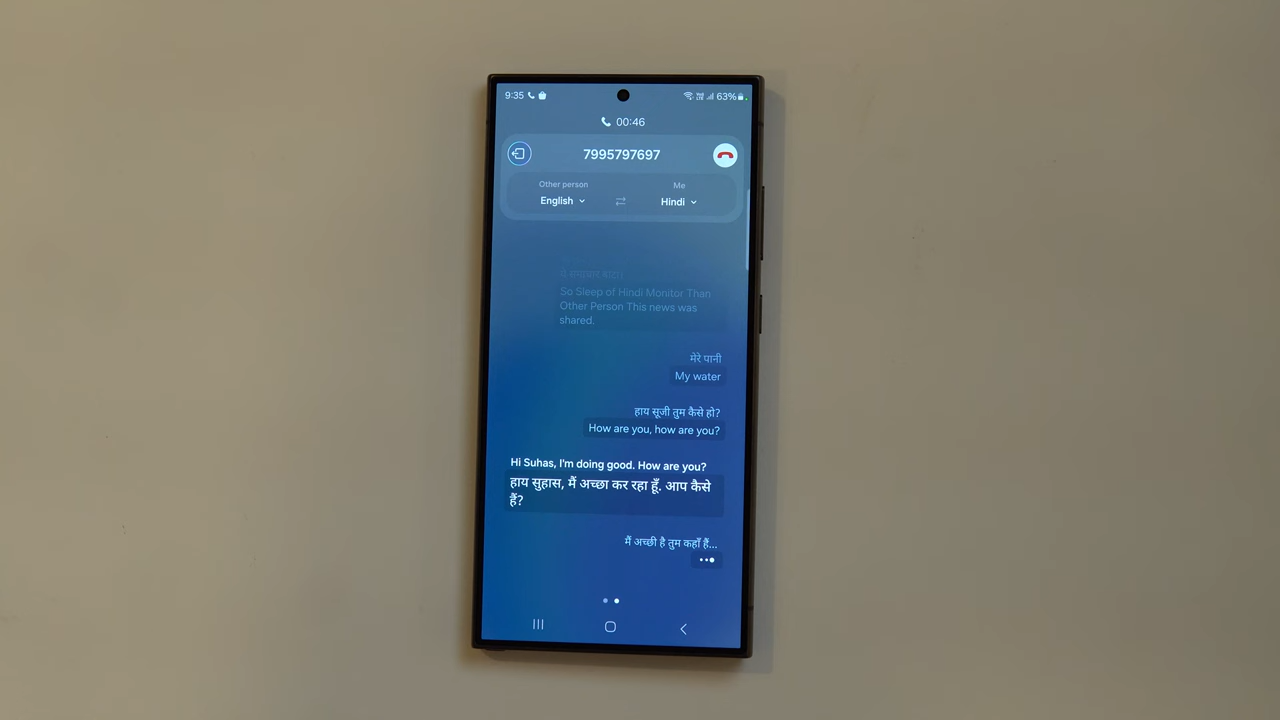 9:35 63%
00:46
7995797697
Other person Me
English Hindi
So Sleep of Hindi Monitor Than
Other Person This news was
shared.
मेरे पानी
My water
हाय सूजी तुम कैसे हो?
How are you, how are you?
Hi Suhas, I'm doing good. How are you?
हाय सुहास, मैं अच्छा कर रहा हूँ. आप कैसे
हैं?
मैं अच्छी है तुम कहाँ हैं...